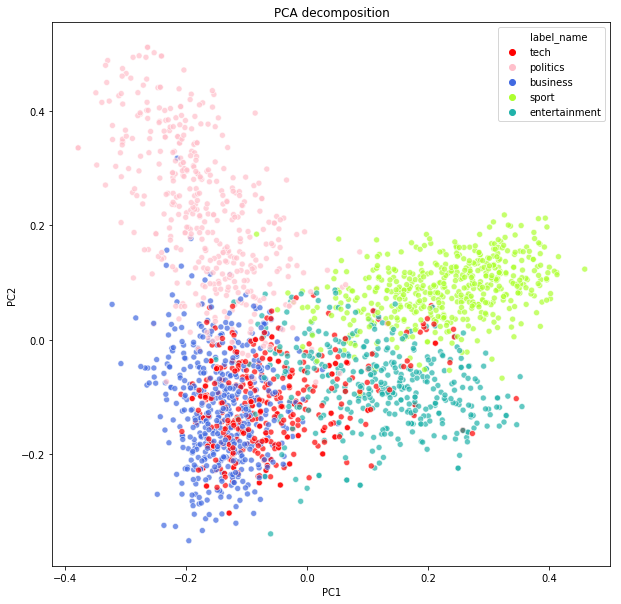 PCA decomposition
label_name
tech
politics
business
sport
entertainment
PC2
0.4
0.2
0.0
−0.2
−0.4
−0.2
0.0
0.2
0.4
PC1